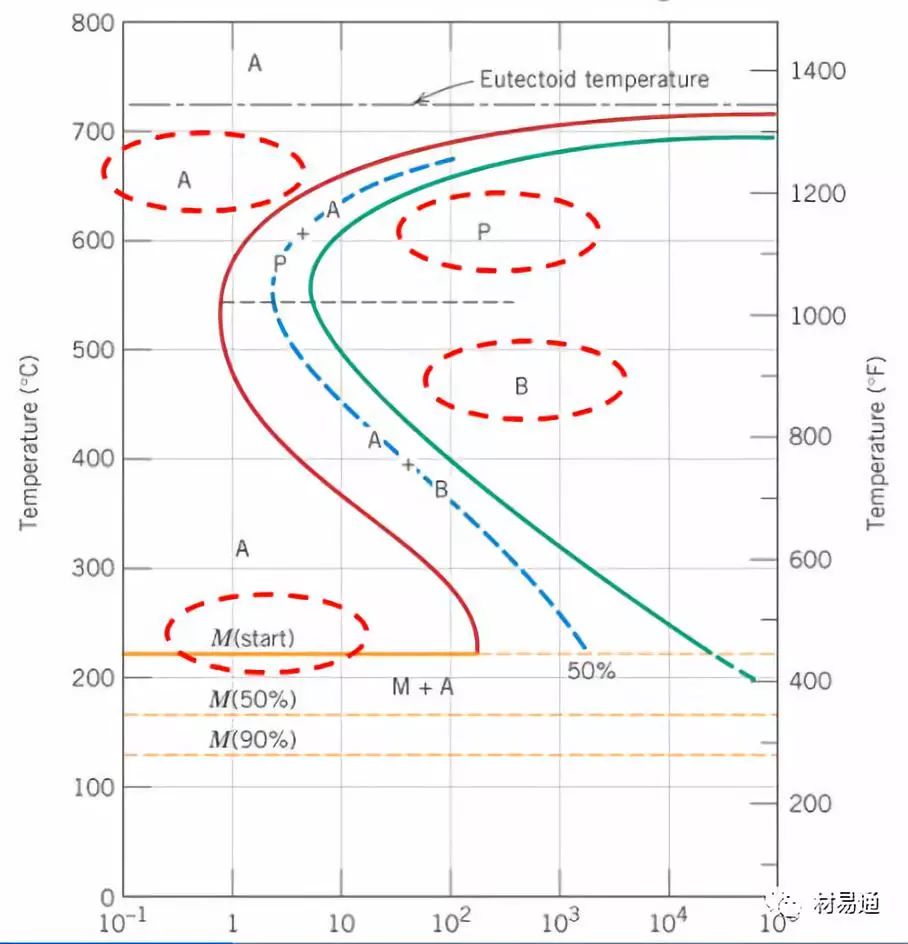 800
A
Eutectoid temperature
1400
700
A
1200
A
P
600
+
P
1000
500
B
A
800
400
+
B
A
600
300
M(start)
200
M + A
50%
400
M(50%)
M(90%)
100
200
0
10⁻¹
1
10
10²
10³
10⁴
Temperature (°C)
Temperature (°F)
材易通